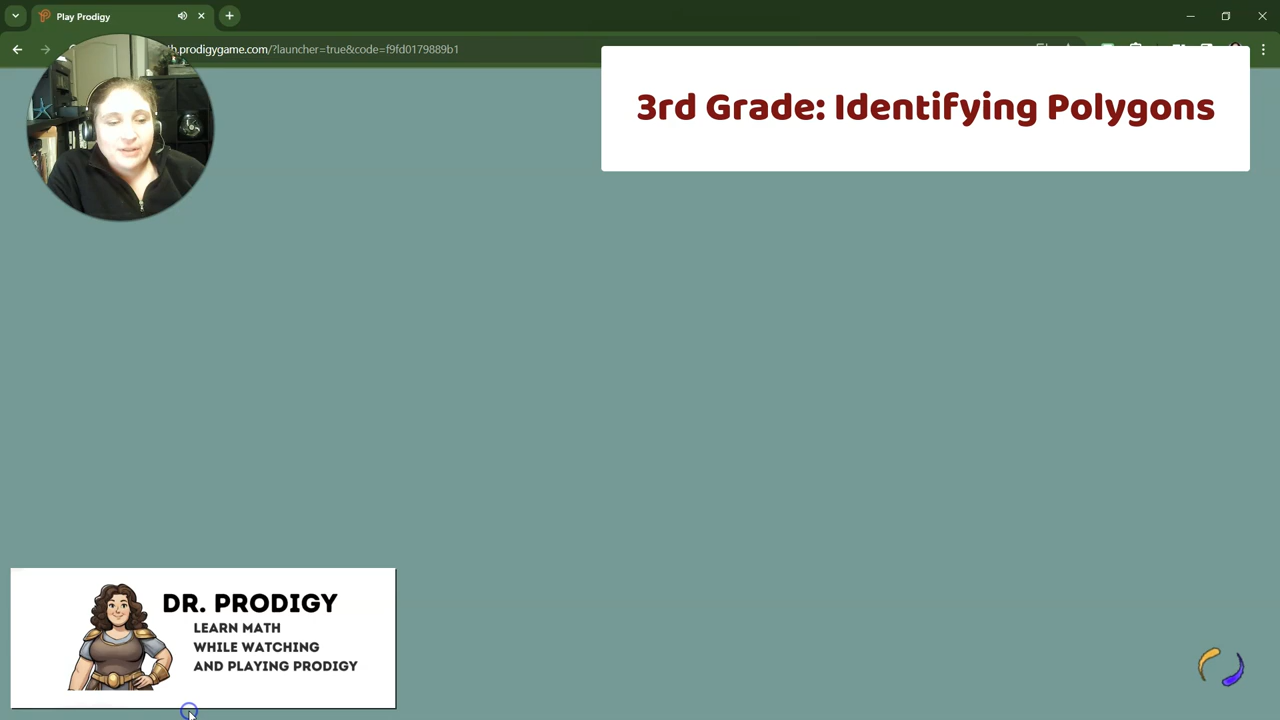 Play Prodigy
.prodigygame.com/?launcher=true&code=f9fd0179889b1
3rd Grade: Identifying Polygons
DR. PRODIGY
LEARN MATH
WHILE WATCHING
AND PLAYING PRODIGY